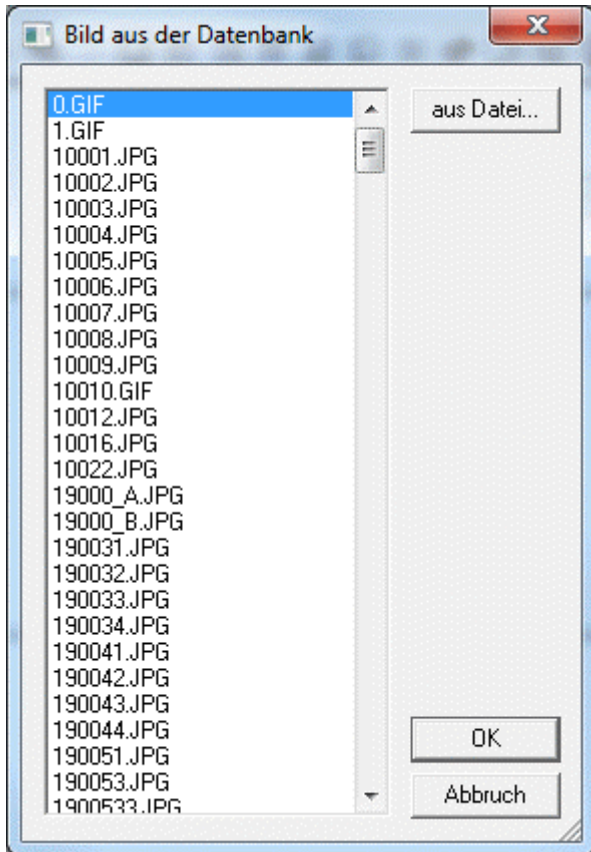 Bild aus der Datenbank
0.GIF
1.GIF
10001.JPG
10002.JPG
10003.JPG
10004.JPG
10005.JPG
10006.JPG
10007.JPG
10008.JPG
10009.JPG
10010.GIF
10012.JPG
10016.JPG
10022.JPG
19000_A.JPG
19000_B.JPG
190031.JPG
190032.JPG
190033.JPG
190034.JPG
190041.JPG
190042.JPG
190043.JPG
190044.JPG
190051.JPG
190053.JPG
1900533.JPG
aus Datei...
OK
Abbruch